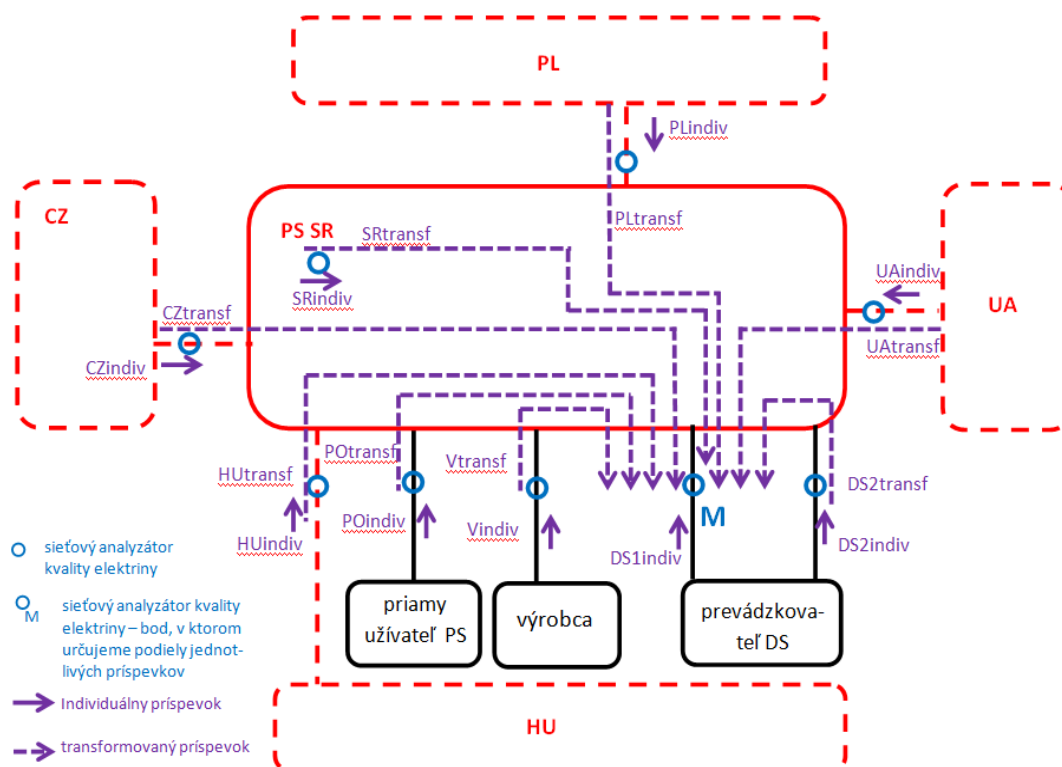 PL
PLindiv
CZ
PS SR
SRtransf
PLtransf
UAindiv
SRindiv
UA
CZtransf
UAtransf
CZindiv
POtransf
Vtransf
HUtransf
DS2transf
M
POindiv
Vindiv
HUindiv
DS1indiv
DS2indiv
sieťový analyzátor
kvality elektriny
M
sieťový analyzátor kvality
elektriny – bod, v ktorom
určujeme podiely jednot-
livých príspevkov
Individuálny príspevok
transformovaný príspevok
priamy
užívateľ PS
výrobca
prevádzkova-
teľ DS
HU